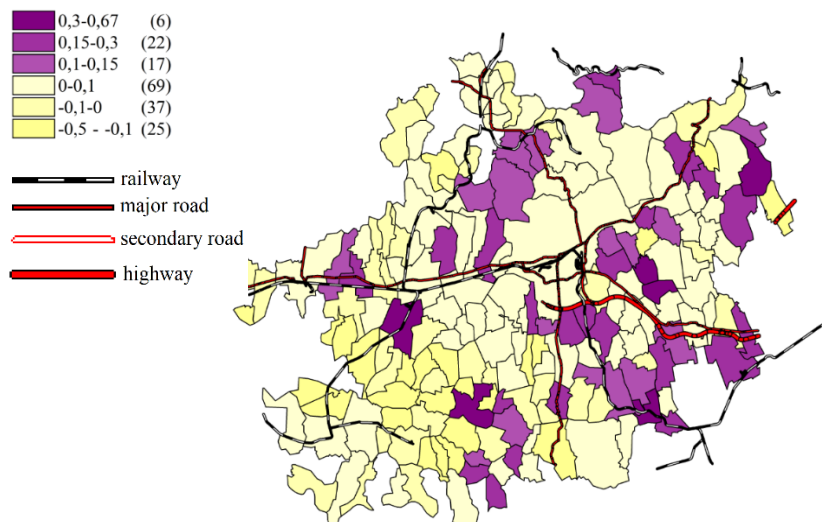 0,3-0,67 (6)
0,15-0,3 (22)
0,1-0,15 (17)
0-0,1 (69)
-0,1-0 (37)
-0,5 - -0,1 (25)
railway
major road
secondary road
highway